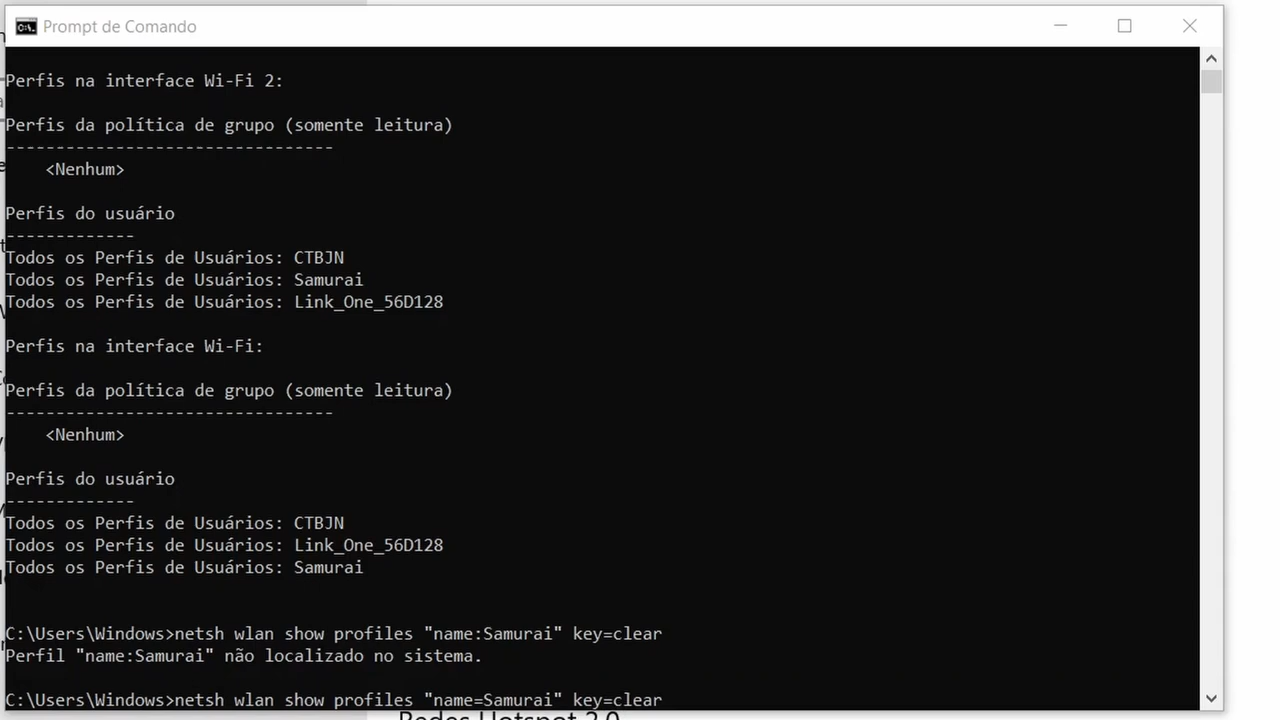 Prompt de Comando
Perfis na interface Wi-Fi 2:
Perfis da política de grupo (somente leitura)
---------------------------------
<Nenhum>
Perfis do usuário
-------------
Todos os Perfis de Usuários: CTBJN
Todos os Perfis de Usuários: Samurai
Todos os Perfis de Usuários: Link_One_56D128
Perfis na interface Wi-Fi:
Perfis da política de grupo (somente leitura)
---------------------------------
<Nenhum>
Perfis do usuário
-------------
Todos os Perfis de Usuários: CTBJN
Todos os Perfis de Usuários: Link_One_56D128
Todos os Perfis de Usuários: Samurai
C:\Users\Windows>netsh wlan show profiles "name:Samurai" key=clear
Perfil "name:Samurai" não localizado no sistema.
C:\Users\Windows>netsh wlan show profiles "name=Samurai" key=clear
Redes Hotspot 2.0